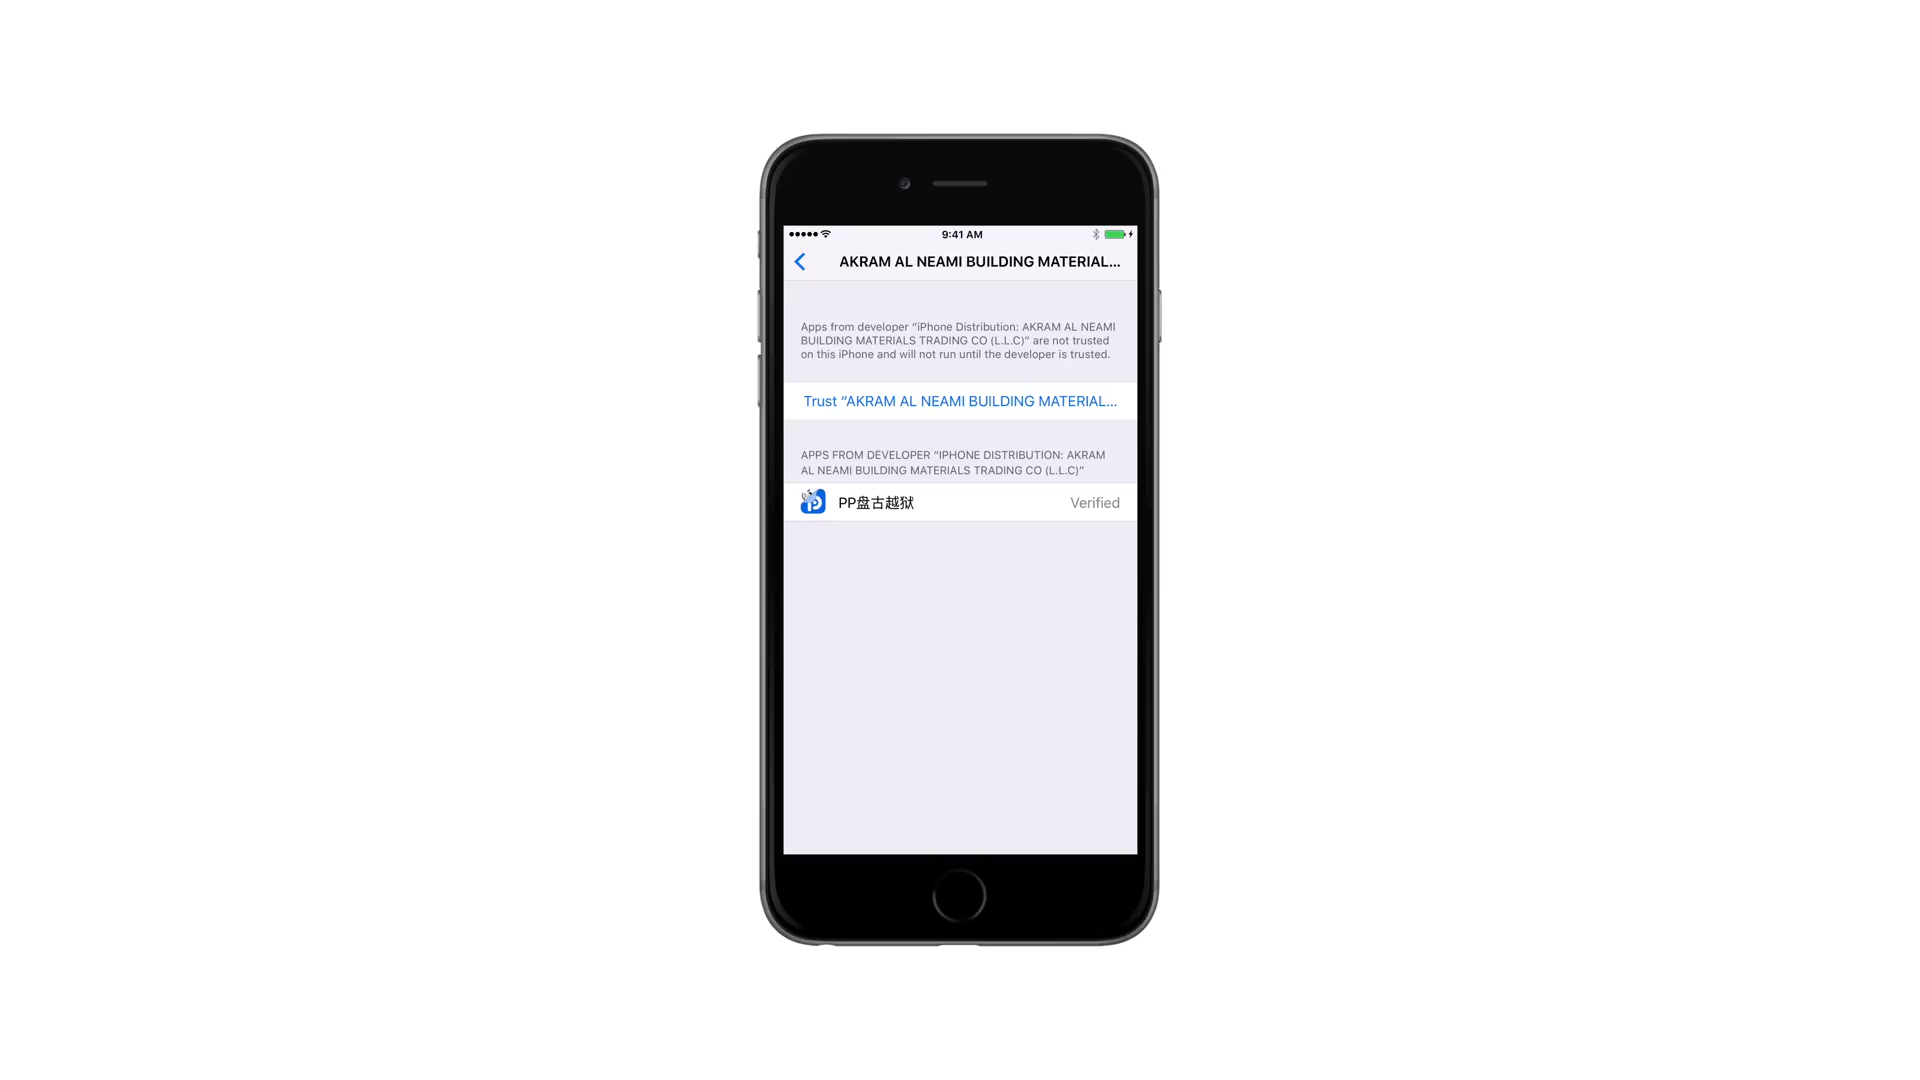 9:41 AM
AKRAM AL NEAMI BUILDING MATERIAL...
Apps from developer “iPhone Distribution: AKRAM AL NEAMI
BUILDING MATERIALS TRADING CO (L.L.C)” are not trusted
on this iPhone and will not run until the developer is trusted.
Trust “AKRAM AL NEAMI BUILDING MATERIAL...
APPS FROM DEVELOPER “IPHONE DISTRIBUTION: AKRAM
AL NEAMI BUILDING MATERIALS TRADING CO (L.L.C)”
PP盘古越狱 Verified